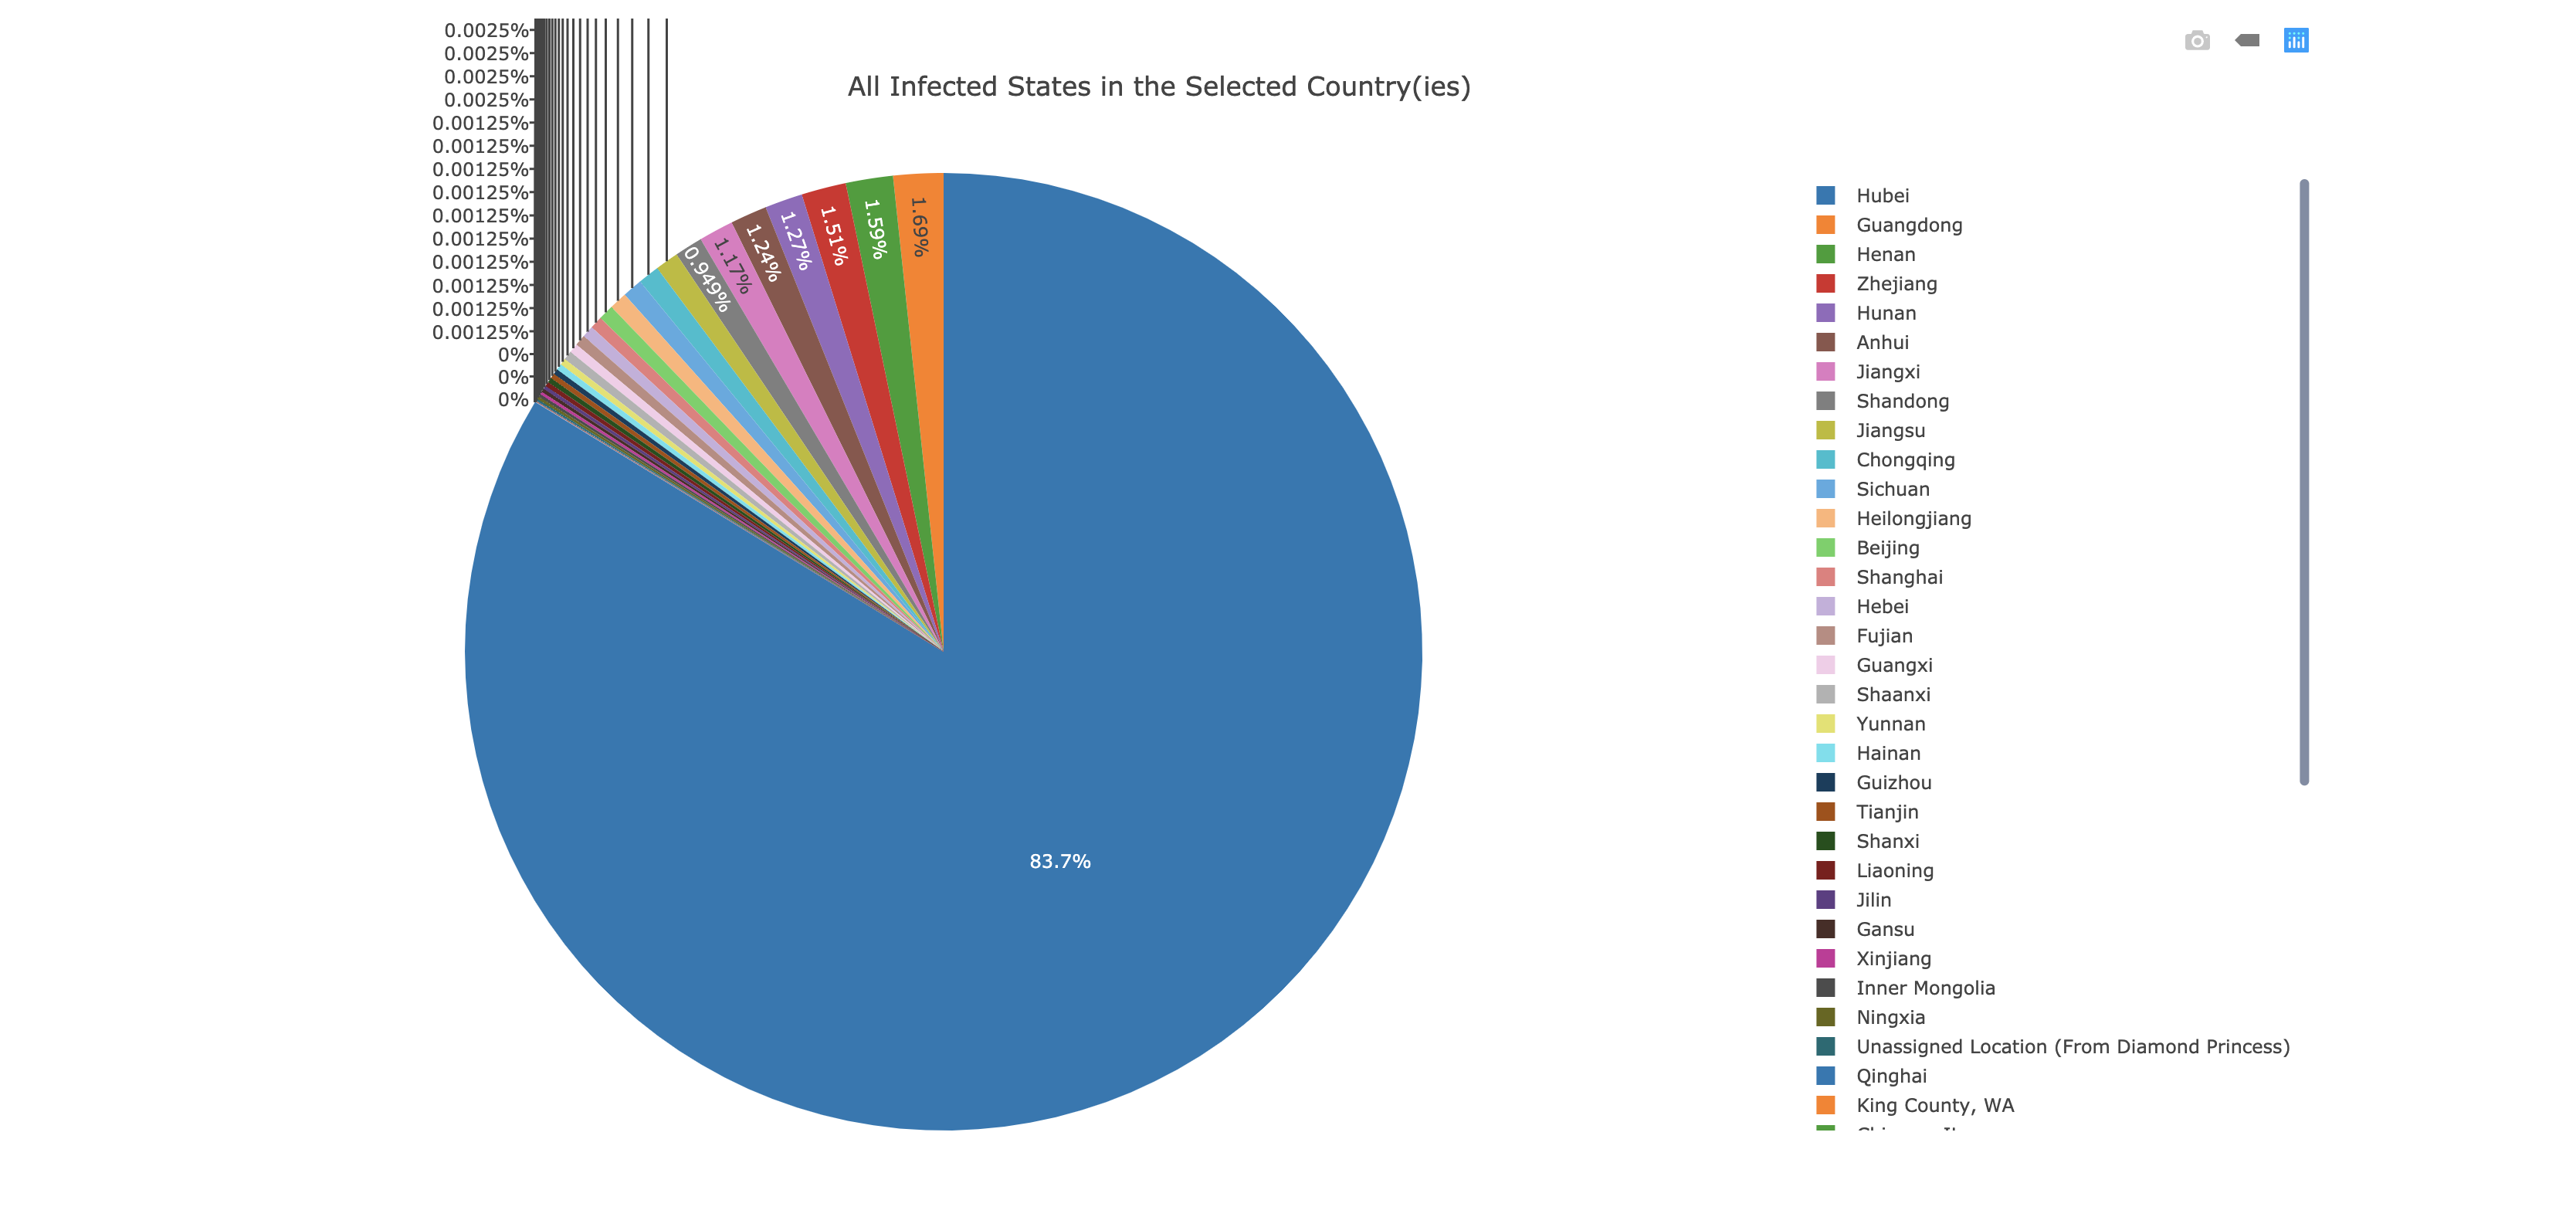 0.0025%
0.0025%
0.0025%
0.0025%
0.00125%
0.00125%
0.00125%
0.00125%
0.00125%
0.00125%
0.00125%
0.00125%
0.00125%
0.00125%
0%
0%
0%
All Infected States in the Selected Country(ies)
0.949%
1.17%
1.24%
1.27%
1.51%
1.59%
1.69%
83.7%
Hubei
Guangdong
Henan
Zhejiang
Hunan
Anhui
Jiangxi
Shandong
Jiangsu
Chongqing
Sichuan
Heilongjiang
Beijing
Shanghai
Hebei
Fujian
Guangxi
Shaanxi
Yunnan
Hainan
Guizhou
Tianjin
Shanxi
Liaoning
Jilin
Gansu
Xinjiang
Inner Mongolia
Ningxia
Unassigned Location (From Diamond Princess)
Qinghai
King County, WA